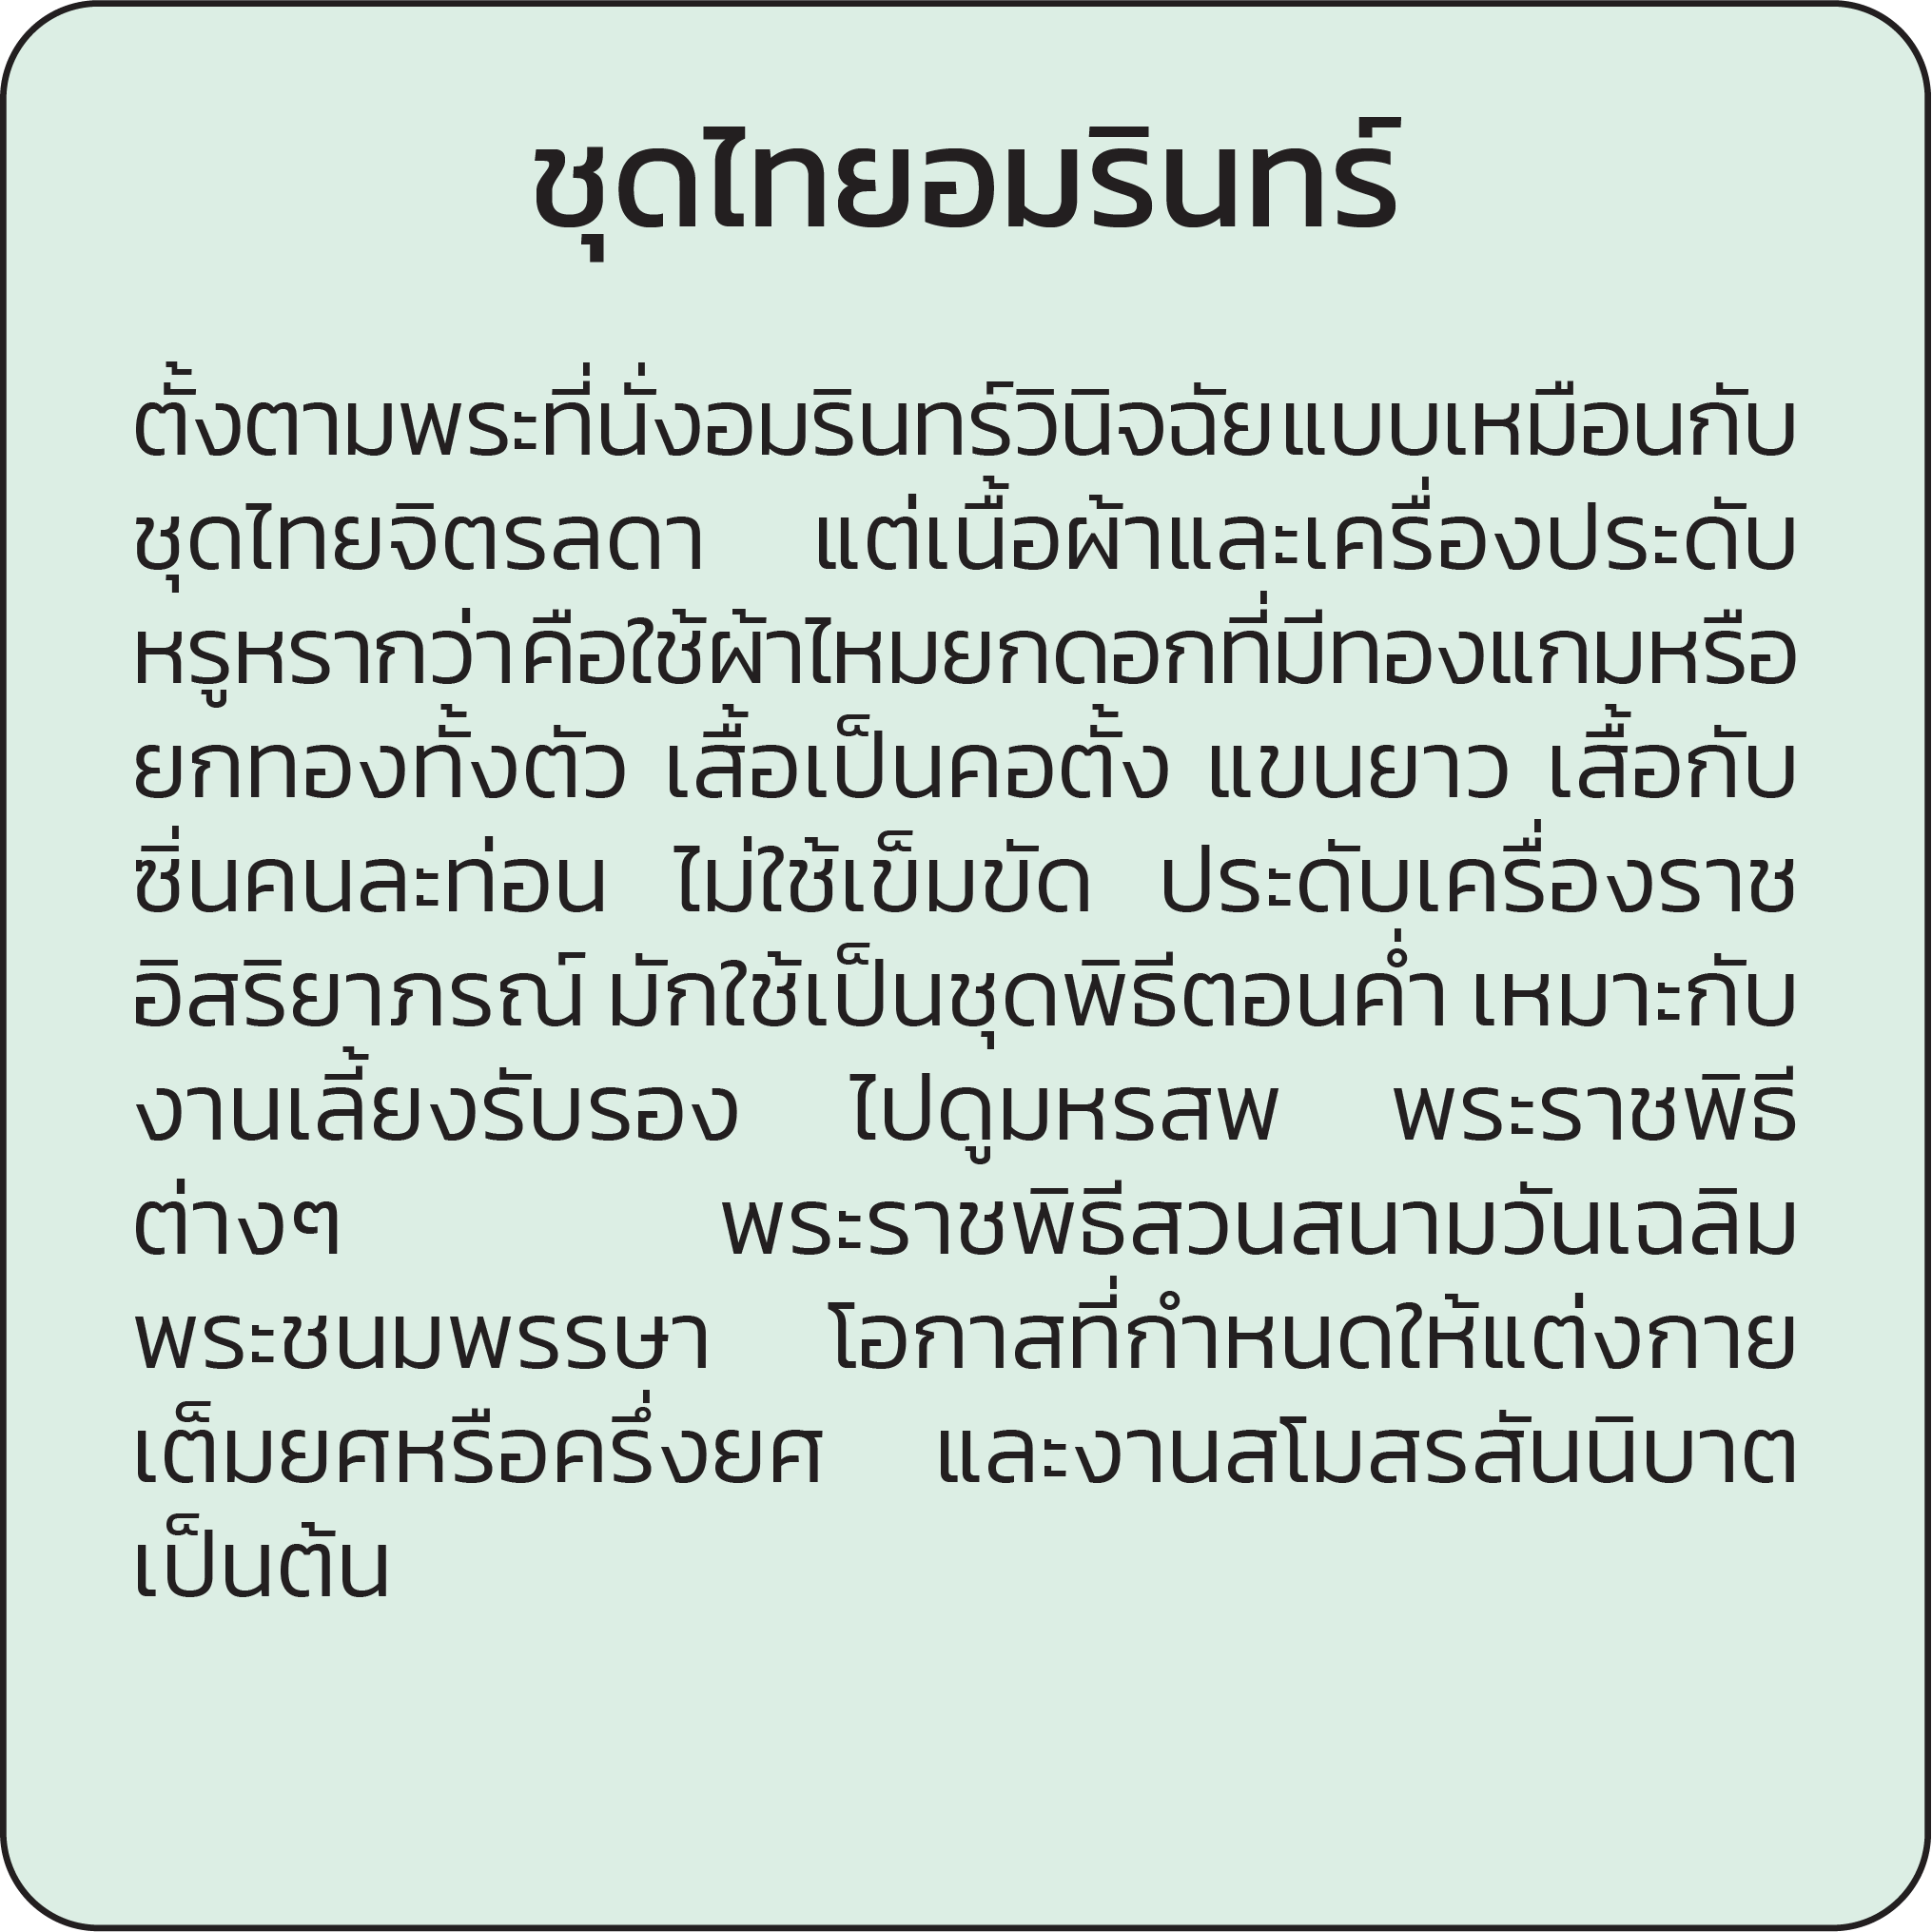 ชุดไทยอมรินทร์
ตั้งตามพระที่นั่งอมรินทร์วินิจฉัยแบบเหมือนกับ
ชุดไทยจิตรลดา แต่เนื้อผ้าและเครื่องประดับ
หรูหรากว่าคือใช้ผ้าไหมยกดอกที่มีทองแกมหรือ
ยกทองทั้งตัว เสื้อเป็นคอตั้ง แขนยาว เสื้อกับ
ซิ่นคนละท่อน ไม่ใช้เข็มขัด ประดับเครื่องราช
อิสริยาภรณ์ มักใช้เป็นชุดพิธีตอนค่ำ เหมาะกับ
งานเลี้ยงรับรอง ไปดูมหรสพ พระราชพิธี
ต่างๆ พระราชพิธีสวนสนามวันเฉลิม
พระชนมพรรษา โอกาสที่กำหนดให้แต่งกาย
เต็มยศหรือครึ่งยศ และงานสโมสรสันนิบาต
เป็นต้น